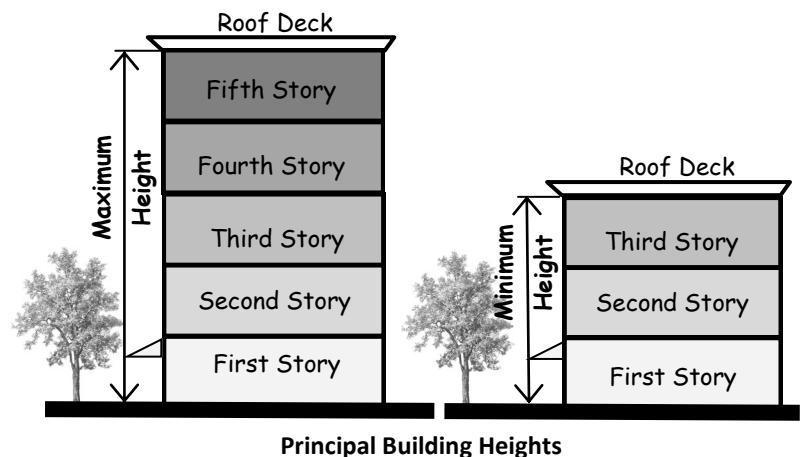 Roof Deck
Fifth Story
Fourth Story
Third Story
Second Story
First Story
Maximum
Height
Roof Deck
Third Story
Second Story
First Story
Minimum
Height
Principal Building Heights